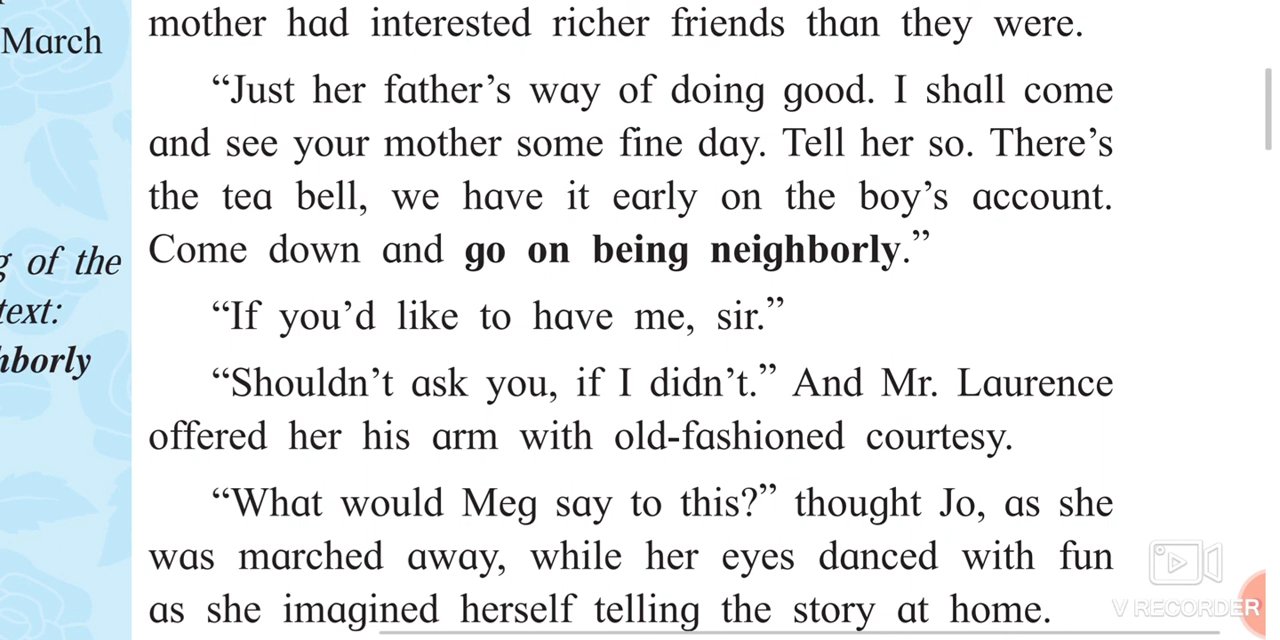 March
g of the
text:
hborly
mother had interested richer friends than they were.
“Just her father’s way of doing good. I shall come
and see your mother some fine day. Tell her so. There’s
the tea bell, we have it early on the boy’s account.
Come down and go on being neighborly.”
“If you’d like to have me, sir.”
“Shouldn’t ask you, if I didn’t.” And Mr. Laurence
offered her his arm with old-fashioned courtesy.
“What would Meg say to this?” thought Jo, as she
was marched away, while her eyes danced with fun
as she imagined herself telling the story at home.
V RECORDER